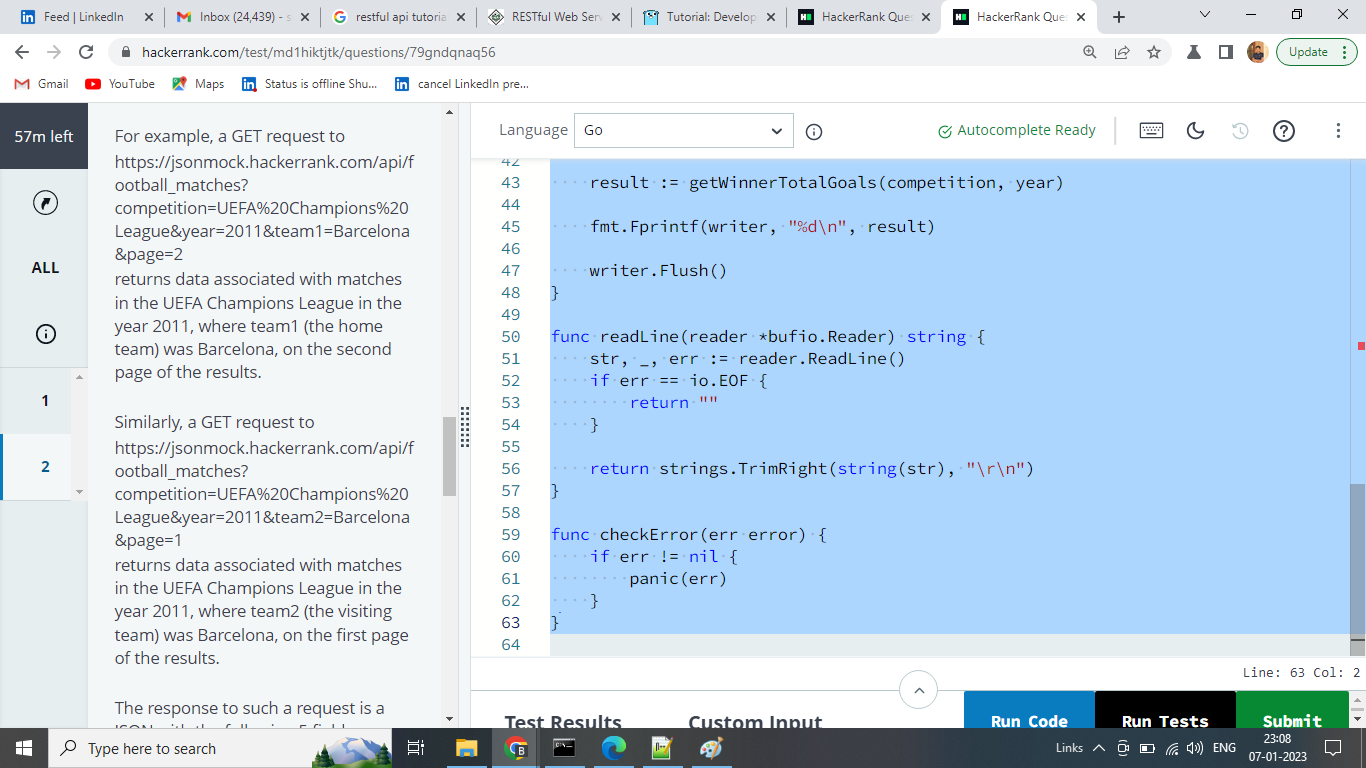 Feed | LinkedIn
Inbox (24,439) - s
restful api tutoria
RESTful Web Serv
Tutorial: Develop
HackerRank Ques
HackerRank Ques
hackerrank.com/test/md1hiktjtk/questions/79gndqnaq56
Update
Gmail
YouTube
Maps
Status is offline Shu...
cancel LinkedIn pre...
57m left
ALL
1
2
For example, a GET request to
https://jsonmock.hackerrank.com/api/f
ootball_matches?
competition=UEFA%20Champions%20
League&year=2011&team1=Barcelona
&page=2
returns data associated with matches
in the UEFA Champions League in the
year 2011, where team1 (the home
team) was Barcelona, on the second
page of the results.
Similarly, a GET request to
https://jsonmock.hackerrank.com/api/f
ootball_matches?
competition=UEFA%20Champions%20
League&year=2011&team2=Barcelona
&page=1
returns data associated with matches
in the UEFA Champions League in the
year 2011, where team2 (the visiting
team) was Barcelona, on the first page
of the results.
The response to such a request is a
Language Go
Autocomplete Ready
42
43 result := getWinnerTotalGoals(competition, year)
44
45 fmt.Fprintf(writer, "%d\n", result)
46
47 writer.Flush()
48 }
49
50 func readLine(reader *bufio.Reader) string {
51 str, _, err := reader.ReadLine()
52 if err == io.EOF {
53 return ""
54 }
55
56 return strings.TrimRight(string(str), "\r\n")
57 }
58
59 func checkError(err error) {
60 if err != nil {
61 panic(err)
62 }
63 }
64
Line: 63 Col: 2
Test Results
Custom Input
Run Code
Run Tests
Submit
Type here to search
Links
ENG
23:08
07-01-2023